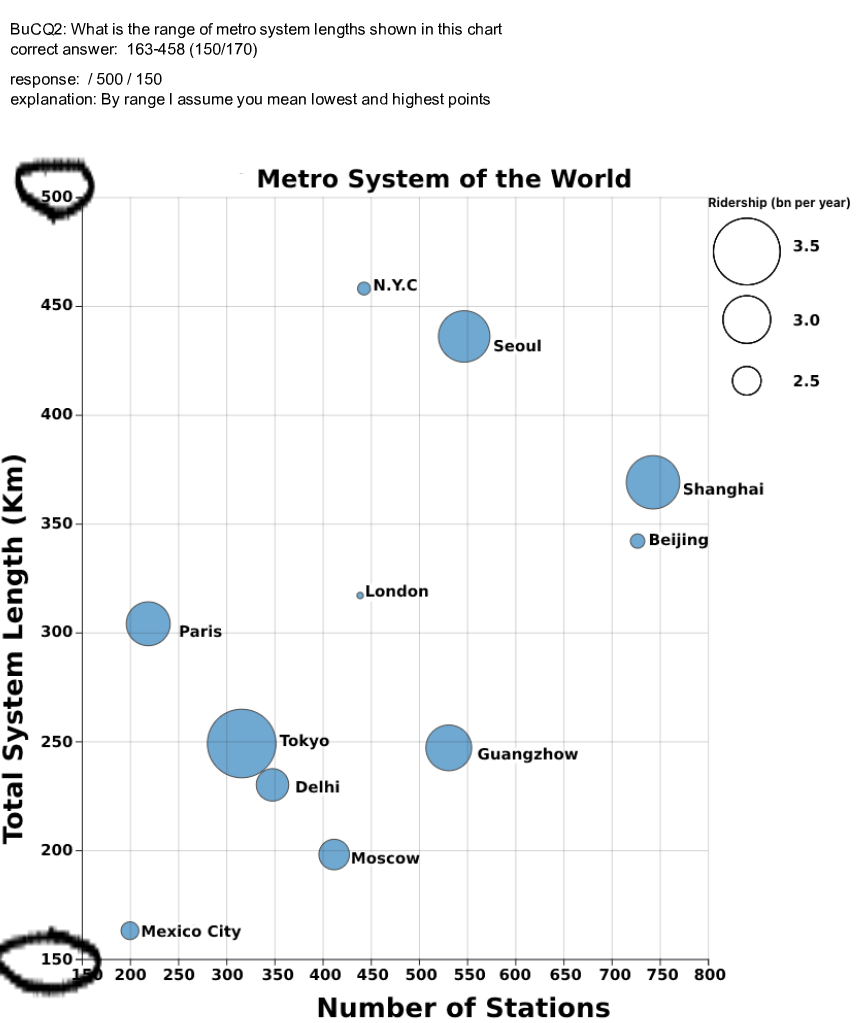 BuCQ2: What is the range of metro system lengths shown in this chart
correct answer:  163-458 (150/170)
response:  / 500 / 150
explanation: By range I assume you mean lowest and highest points
Metro System of the World
Ridership (bn per year)
3.5
3.0
2.5
500
450
400
350
300
250
200
150
Total System Length (Km)
N.Y.C
Seoul
Shanghai
Beijing
London
Paris
Tokyo
Guangzhow
Delhi
Moscow
Mexico City
150 200 250 300 350 400 450 500 550 600 650 700 750 800
Number of Stations